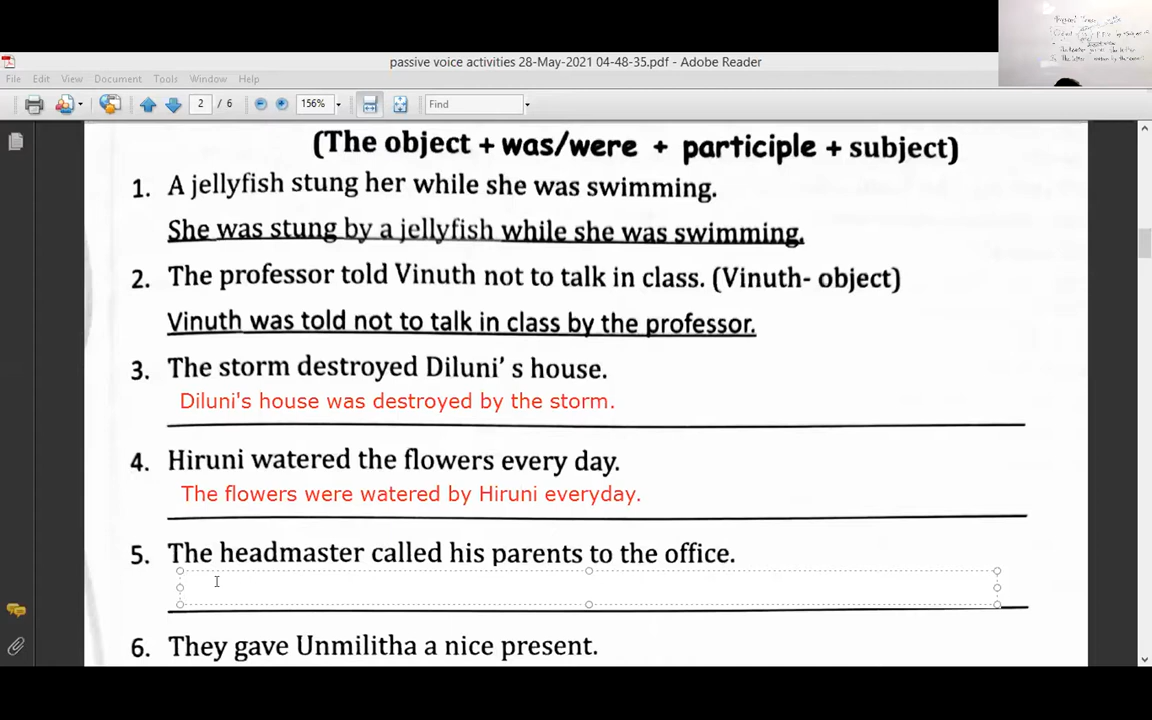 passive voice activities 28-May-2021 04-48-35.pdf - Adobe Reader
File Edit View Document Tools Window Help
2 / 6 156% Find
(The object + was/were + participle + subject)
1. A jellyfish stung her while she was swimming.
She was stung by a jellyfish while she was swimming.
2. The professor told Vinuth not to talk in class. (Vinuth- object)
Vinuth was told not to talk in class by the professor.
3. The storm destroyed Diluni' s house.
Diluni's house was destroyed by the storm.
4. Hiruni watered the flowers every day.
The flowers were watered by Hiruni everyday.
5. The headmaster called his parents to the office.
6. They gave Unmilitha a nice present.